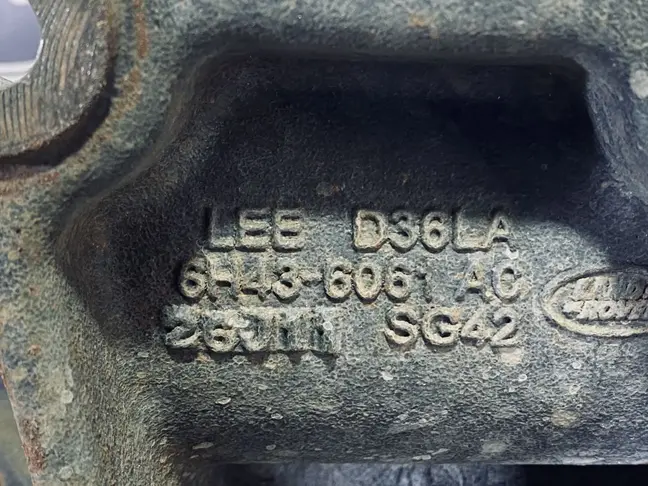 LEE D36LA
6H43-6061 AC
SG42
LAND
ROVER